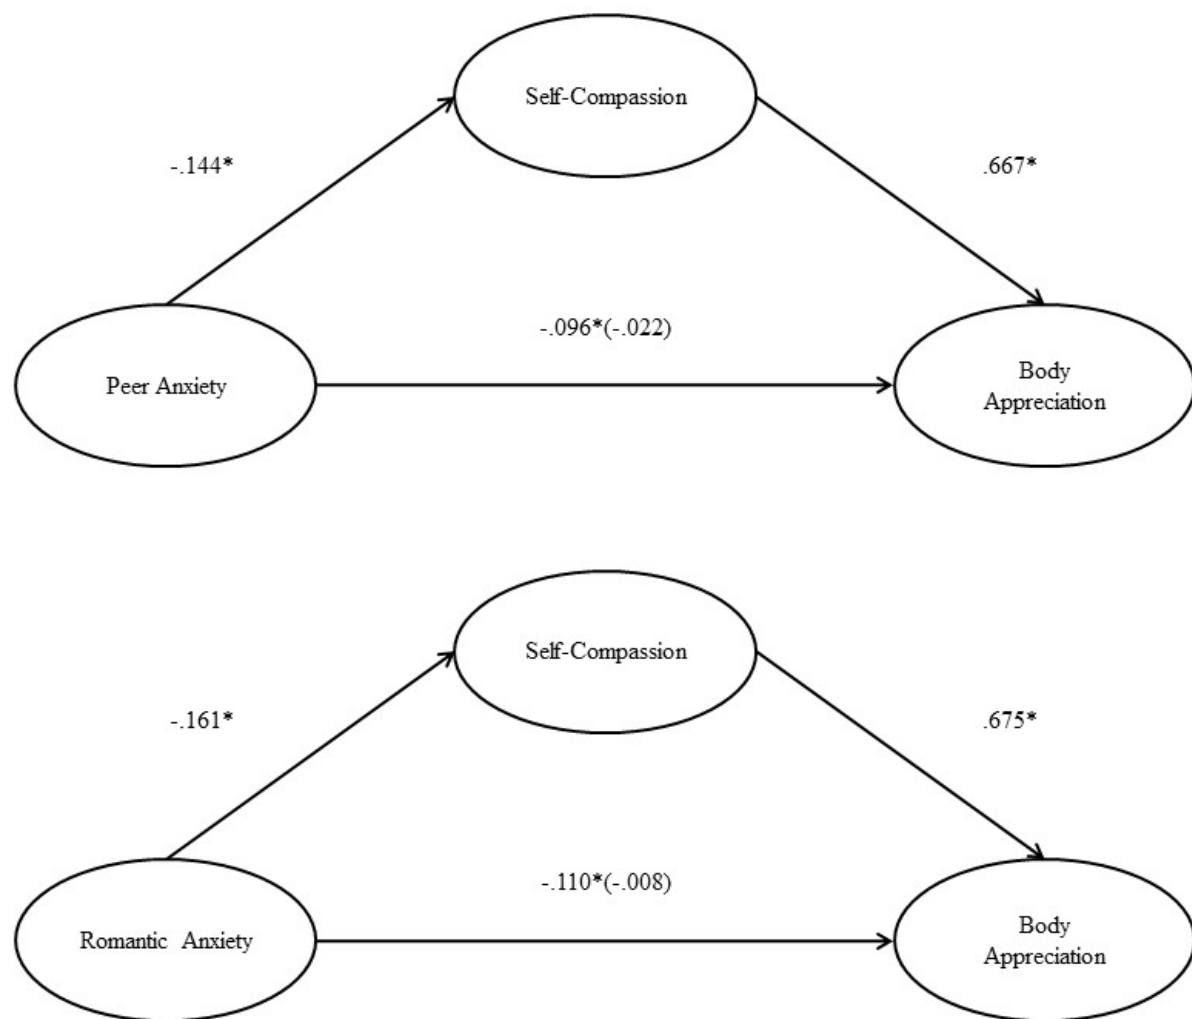 Self-Compassion
-.144*
.667*
-.096*(-.022)
Peer Anxiety
Body
Appreciation
Self-Compassion
-.161*
.675*
-.110*(-.008)
Romantic Anxiety
Body
Appreciation